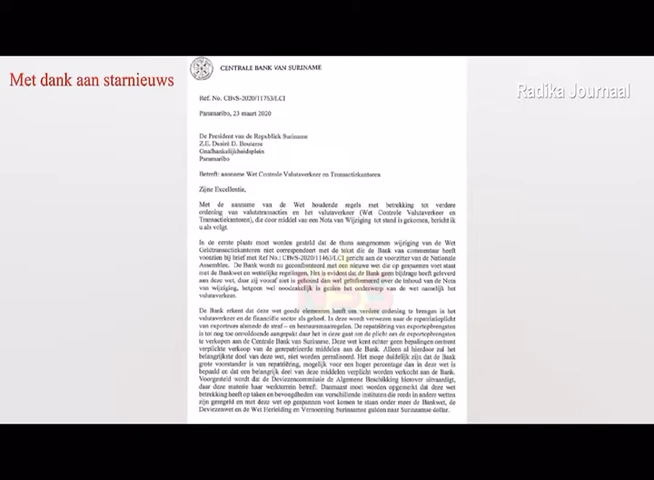 CENTRALE BANK VAN SURINAME
Met dank aan starnieuws
Radika Journaal
Ref. No. CBvS-2020/11753/LCI
Paramaribo, 23 maart 2020
De President van de Republiek Suriname
Z.E. Desiré D. Bouterse
Onafhankelijkheidsplein
Paramaribo
Betreft: aanname Wet Controle Valutaverkeer en Transactiekantoren
Zijne Excellentie,
Met de aanname van de Wet houdende regels met betrekking tot verdere
ordening van valutatransacties en het valutaverkeer (Wet Controle Valutaverkeer en
Transactiekantoren), die door middel van een Nota van Wijziging tot stand is gekomen, bericht ik
u als volgt.
In de eerste plaats moet worden gesteld dat de thans aangenomen wijziging van de Wet
Geldtransactiekantoren niet correspondeert met de tekst die de Bank van commentaar heeft
voorzien bij brief met Ref No.: CBvS-2020/11463/LCI gericht aan de voorzitter van de Nationale
Assemblee. De Bank wordt nu geconfronteerd met een nieuwe wet die op gespannen voet staat
met de Bankwet en wettelijke regelingen. Het is evident dat de Bank geen bijdrage heeft geleverd
aan deze wet, daar zij vooraf niet is gehoord dan wel geïnformeerd over de inhoud van de Nota
van Wijziging, hetgeen wel noodzakelijk is gezien het onderwerp van de wet namelijk het
valutaverkeer.
De Bank erkent dat deze wet goede elementen heeft om verdere ordening te brengen in het
valutaverkeer en de financiële sector als geheel. In deze wordt verwezen naar de repatriatieplicht
van exporteurs alsmede de straf – en bestuursmaatregelen. De repatriëring van exportopbrengsten
is tot nog toe onvoldoende aangepakt daar het in deze gaat om de plicht om de exportopbrengsten
te verkopen aan de Centrale Bank van Suriname. Deze wet kent echter geen bepalingen omtrent
verplichte verkoop van de gerepatrieerde middelen aan de Bank. Alleen al hierdoor zal het
belangrijkste doel van deze wet, niet worden gerealiseerd. Het moge duidelijk zijn dat de Bank
grote voorstander is van repatriëring, mogelijk voor een hoger percentage dan in deze wet is
bepaald en dat een belangrijk deel van deze middelen verplicht worden verkocht aan de Bank.
Voorgesteld wordt dat de Deviezencommissie de Algemene Beschikking hierover uitvaardigt,
daar deze materie haar werkterrein betreft. Daarnaast moet worden opgemerkt dat deze wet
betrekking heeft op taken en bevoegdheden van verschillende instituten die reeds in andere wetten
zijn geregeld en met deze wet op gespannen voet komen te staan onder meer de Bankwet, de
Deviezenwet en de Wet Herleiding en Vernoeming Surinaamse gulden naar Surinaamse dollar.